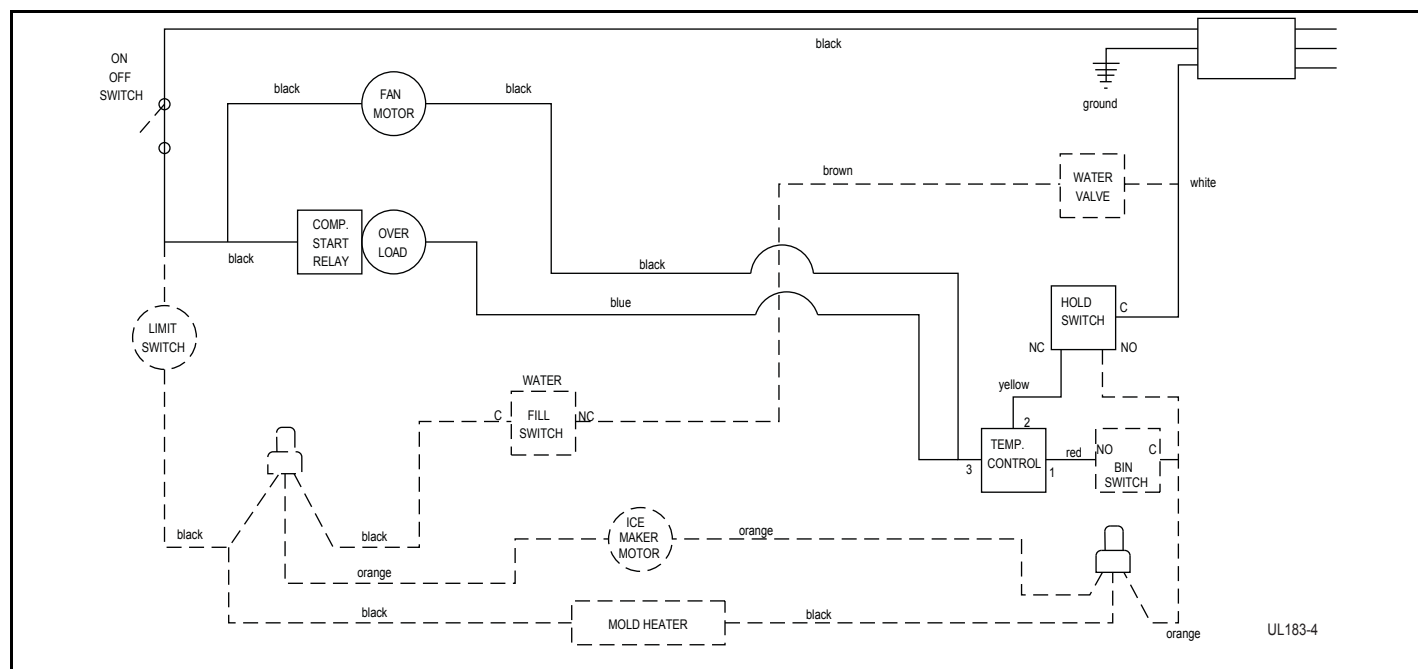 black
ON
OFF
SWITCH
black
FAN
MOTOR
black
ground
brown
WATER
VALVE
white
COMP.
START
RELAY
OVER
LOAD
black
black
blue
HOLD
SWITCH
C
NC
NO
LIMIT
SWITCH
yellow
WATER
C
FILL
SWITCH
NC
2
TEMP.
CONTROL
3
1
red
NO
C
BIN
SWITCH
black
black
orange
ICE
MAKER
MOTOR
orange
black
MOLD HEATER
black
orange
UL183-4